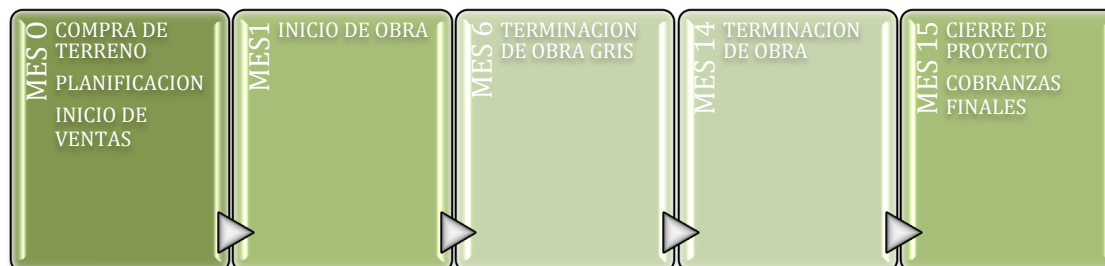 MES O
COMPRA DE
TERRENO
PLANIFICACION
INICIO DE
VENTAS
MES1
INICIO DE OBRA
MES 6
TERMINACION
DE OBRA GRIS
MES 14
TERMINACION
DE OBRA
MES 15
CIERRE DE
PROYECTO
COBRANZAS
FINALES